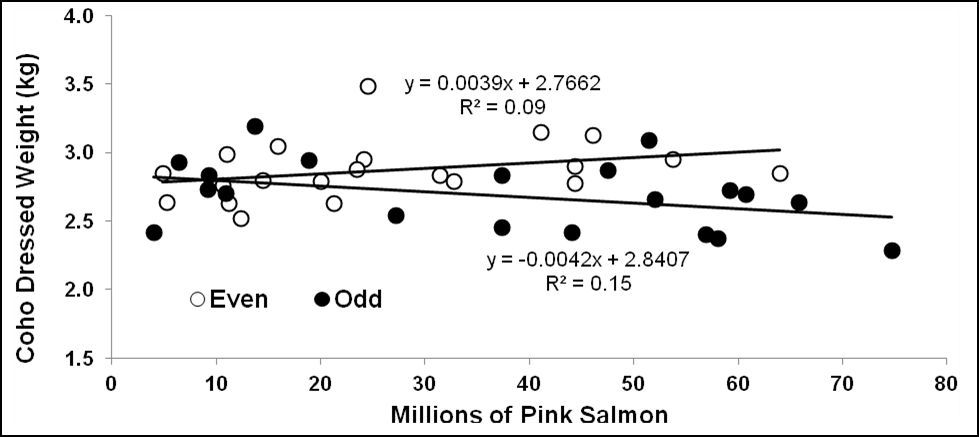 4.0
3.5
3.0
2.5
2.0
1.5
Coho Dressed Weight (kg)
y = 0.0039x + 2.7662
R² = 0.09
y = -0.0042x + 2.8407
R² = 0.15
Even Odd
0 10 20 30 40 50 60 70 80
Millions of Pink Salmon